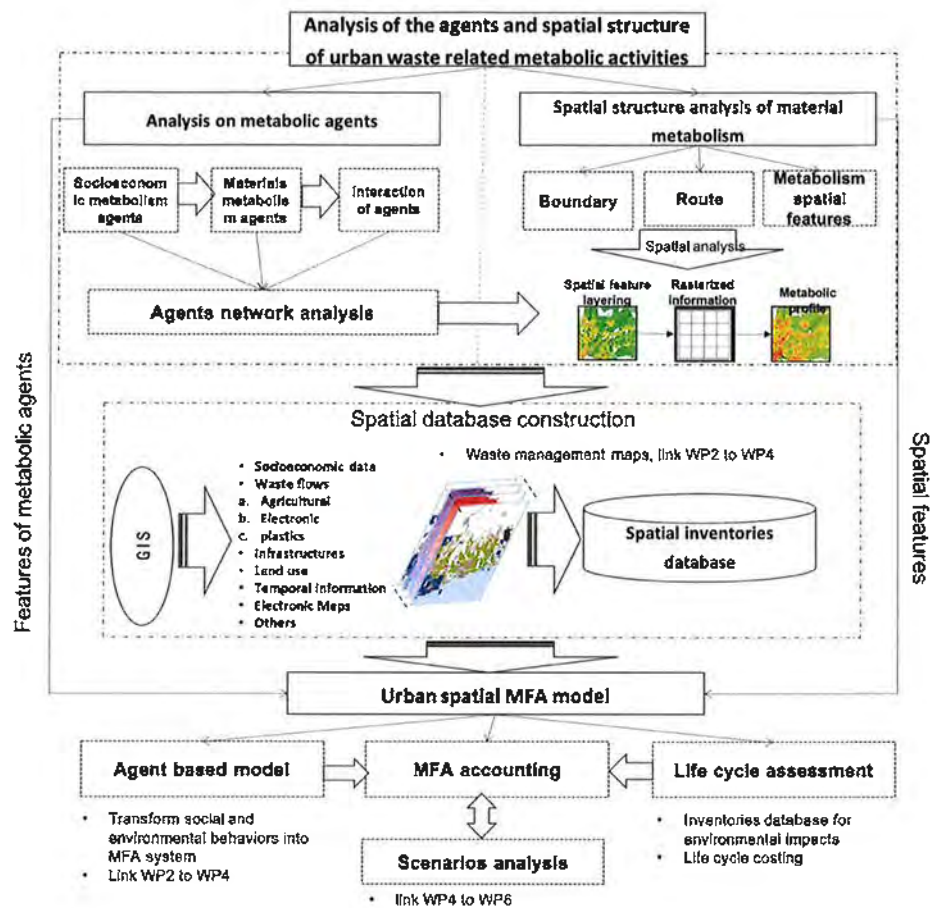 Analysis of the agents and spatial structure
of urban waste related metabolic activities
Analysis on metabolic agents
Spatial structure analysis of material
metabolism
Socioeconom
ic metabolism
agents
Materials
metabolis
m agents
Interaction
of agents
Boundary
Route
Metabolism
spatial
features
Spatial analysis
Agents network analysis
Spatial feature
layering
Rasterized
information
Metabolic
profile
Features of metabolic agents
Spatial features
Spatial database construction
GIS
• Socioeconomic data
• Waste flows
a. Agricultural
b. Electronic
c. plastics
• Infrastructures
• Land use
• Temporal Information
• Electronic Maps
• Others
• Waste management maps, link WP2 to WP4
Spatial inventories
database
Urban spatial MFA model
Agent based model
MFA accounting
Life cycle assessment
• Transform social and
environmental behaviors into
MFA system
• Link WP2 to WP4
Scenarios analysis
• link WP4 to WP6
• Inventories database for
environmental impacts
• Life cycle costing